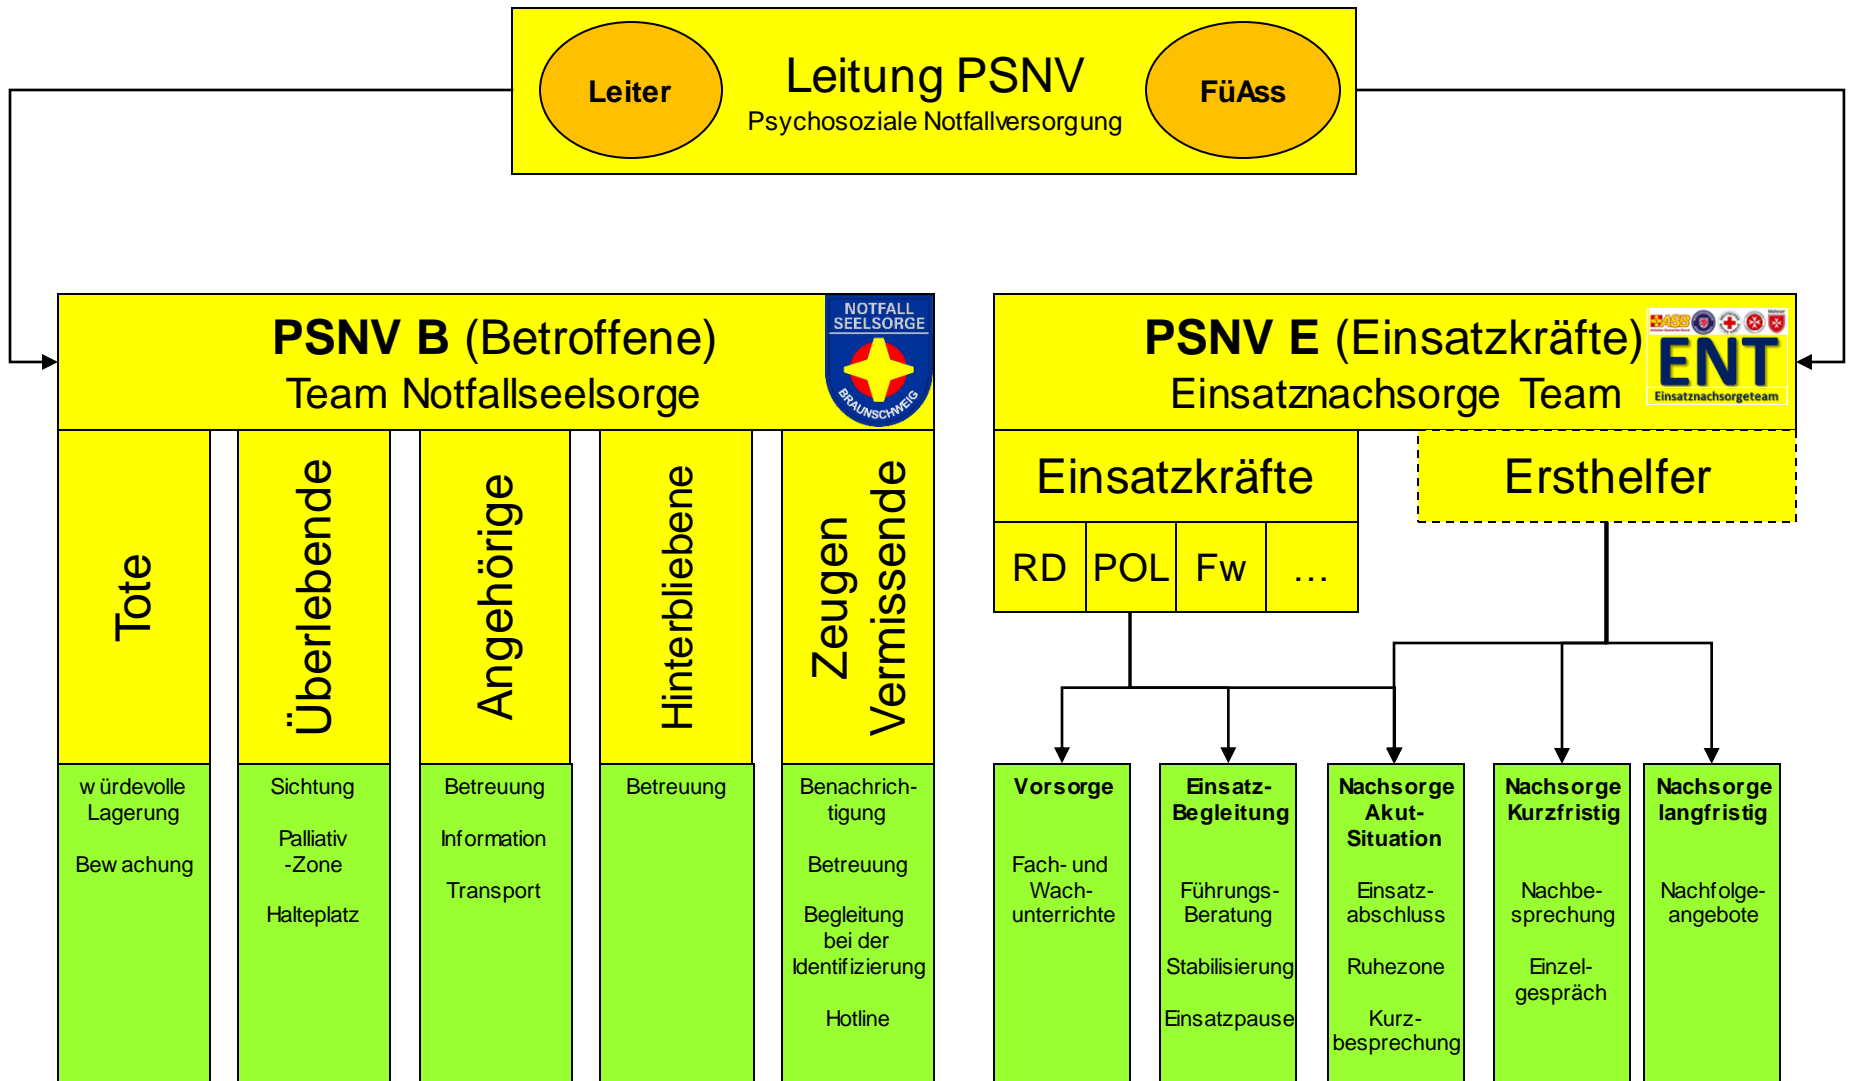 Leiter
Leitung PSNV
Psychosoziale Notfallversorgung
FüAss
PSNV B (Betroffene)
Team Notfallseelsorge
NOTFALL
SEELSORGE
BRAUNSCHWEIG
PSNV E (Einsatzkräfte)
Einsatznachsorge Team
ASB
ENT
Einsatznachsorgeteam
Tote
Überlebende
Angehörige
Hinterbliebene
Zeugen
Vermissende
Einsatzkräfte
Ersthelfer
RD
POL
Fw
...
würdevolle
Lagerung
Bewachung
Sichtung
Palliativ
-Zone
Halteplatz
Betreuung
Information
Transport
Betreuung
Benachrich-
tigung
Betreuung
Begleitung
bei der
Identifizierung
Hotline
Vorsorge
Fach- und
Wach-
unterrichte
Einsatz-
Begleitung
Führungs-
Beratung
Stabilisierung
Einsatzpause
Nachsorge
Akut-
Situation
Einsatz-
abschluss
Ruhezone
Kurz-
besprechung
Nachsorge
Kurzfristig
Nachbe-
sprechung
Einzel-
gespräch
Nachsorge
langfristig
Nachfolge-
angebote